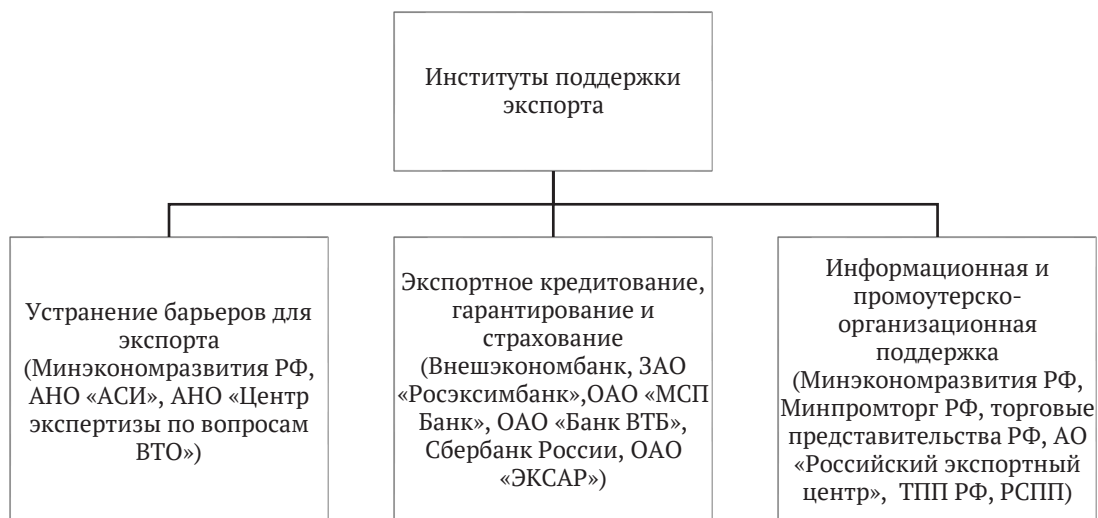 Институты поддержки
экспорта
Устранение барьеров для
экспорта
(Минэкономразвития РФ,
АНО «АСИ», АНО «Центр
экспертизы по вопросам
ВТО»)
Экспортное кредитование,
гарантирование и
страхование
(Внешэкономбанк, ЗАО
«Росэксимбанк»,ОАО «МСП
Банк», ОАО «Банк ВТБ»,
Сбербанк России, ОАО
«ЭКСАР»)
Информационная и
промоутерско-
организационная
поддержка
(Минэкономразвития РФ,
Минпромторг РФ, торговые
представительства РФ, АО
«Российский экспортный
центр», ТПП РФ, РСПП)